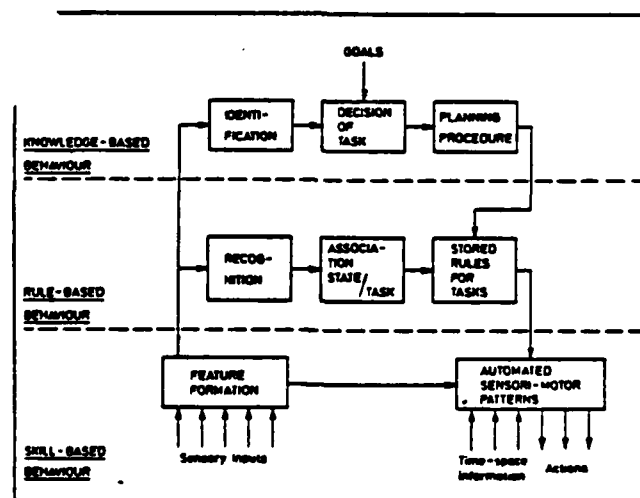 GOALS
IDENTI-
FICATION
DECISION
OF
TASK
PLANNING
PROCEDURE
KNOWLEDGE-BASED
BEHAVIOUR
RECOG-
NITION
ASSOCIA-
TION
STATE/
TASK
STORED
RULES
FOR
TASKS
RULE-BASED
BEHAVIOUR
FEATURE
FORMATION
AUTOMATED
SENSORI-MOTOR
PATTERNS
SKILL-BASED
BEHAVIOUR
Sensory inputs
Time-space
information
Actions